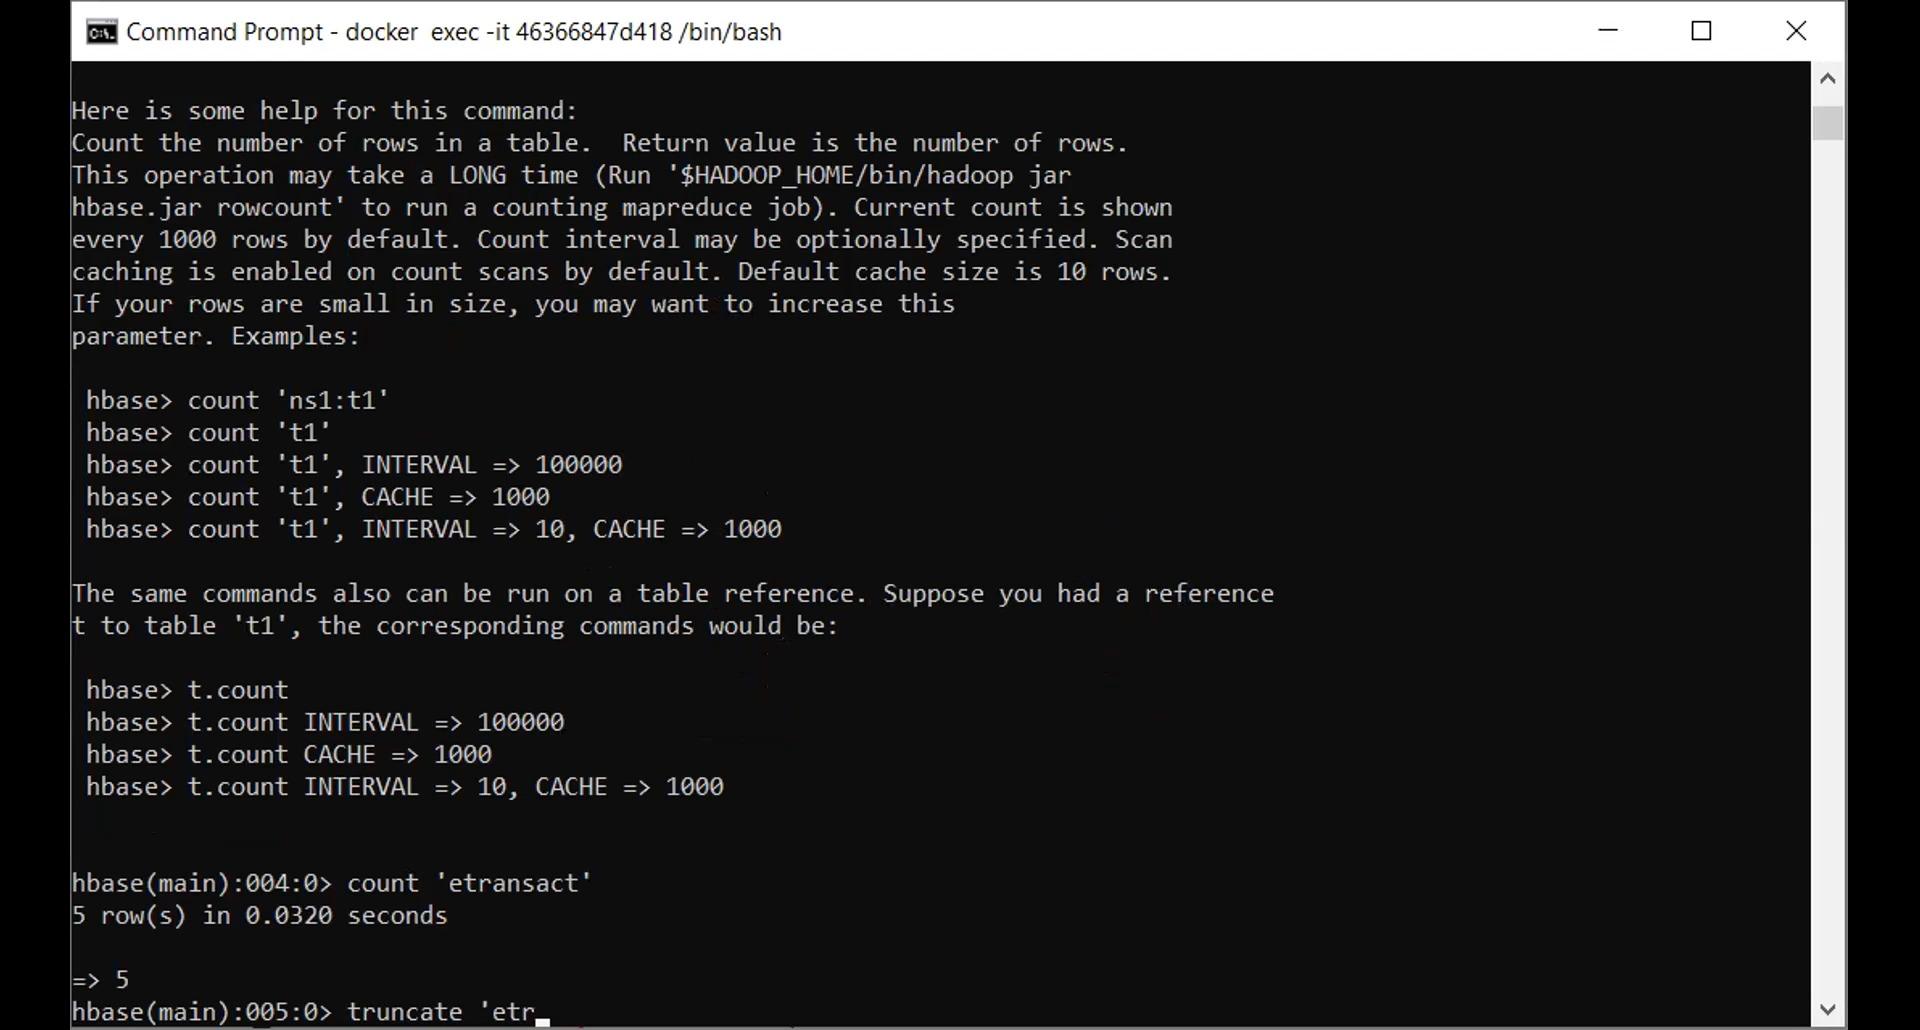 Command Prompt - docker  exec -it 46366847d418 /bin/bash
Here is some help for this command:
Count the number of rows in a table.  Return value is the number of rows.
This operation may take a LONG time (Run '$HADOOP_HOME/bin/hadoop jar
hbase.jar rowcount' to run a counting mapreduce job). Current count is shown
every 1000 rows by default. Count interval may be optionally specified. Scan
caching is enabled on count scans by default. Default cache size is 10 rows.
If your rows are small in size, you may want to increase this
parameter. Examples:
hbase> count 'ns1:t1'
hbase> count 't1'
hbase> count 't1', INTERVAL => 100000
hbase> count 't1', CACHE => 1000
hbase> count 't1', INTERVAL => 10, CACHE => 1000
The same commands also can be run on a table reference. Suppose you had a reference
t to table 't1', the corresponding commands would be:
hbase> t.count
hbase> t.count INTERVAL => 100000
hbase> t.count CACHE => 1000
hbase> t.count INTERVAL => 10, CACHE => 1000
hbase(main):004:0> count 'etransact'
5 row(s) in 0.0320 seconds
=> 5
hbase(main):005:0> truncate 'etr